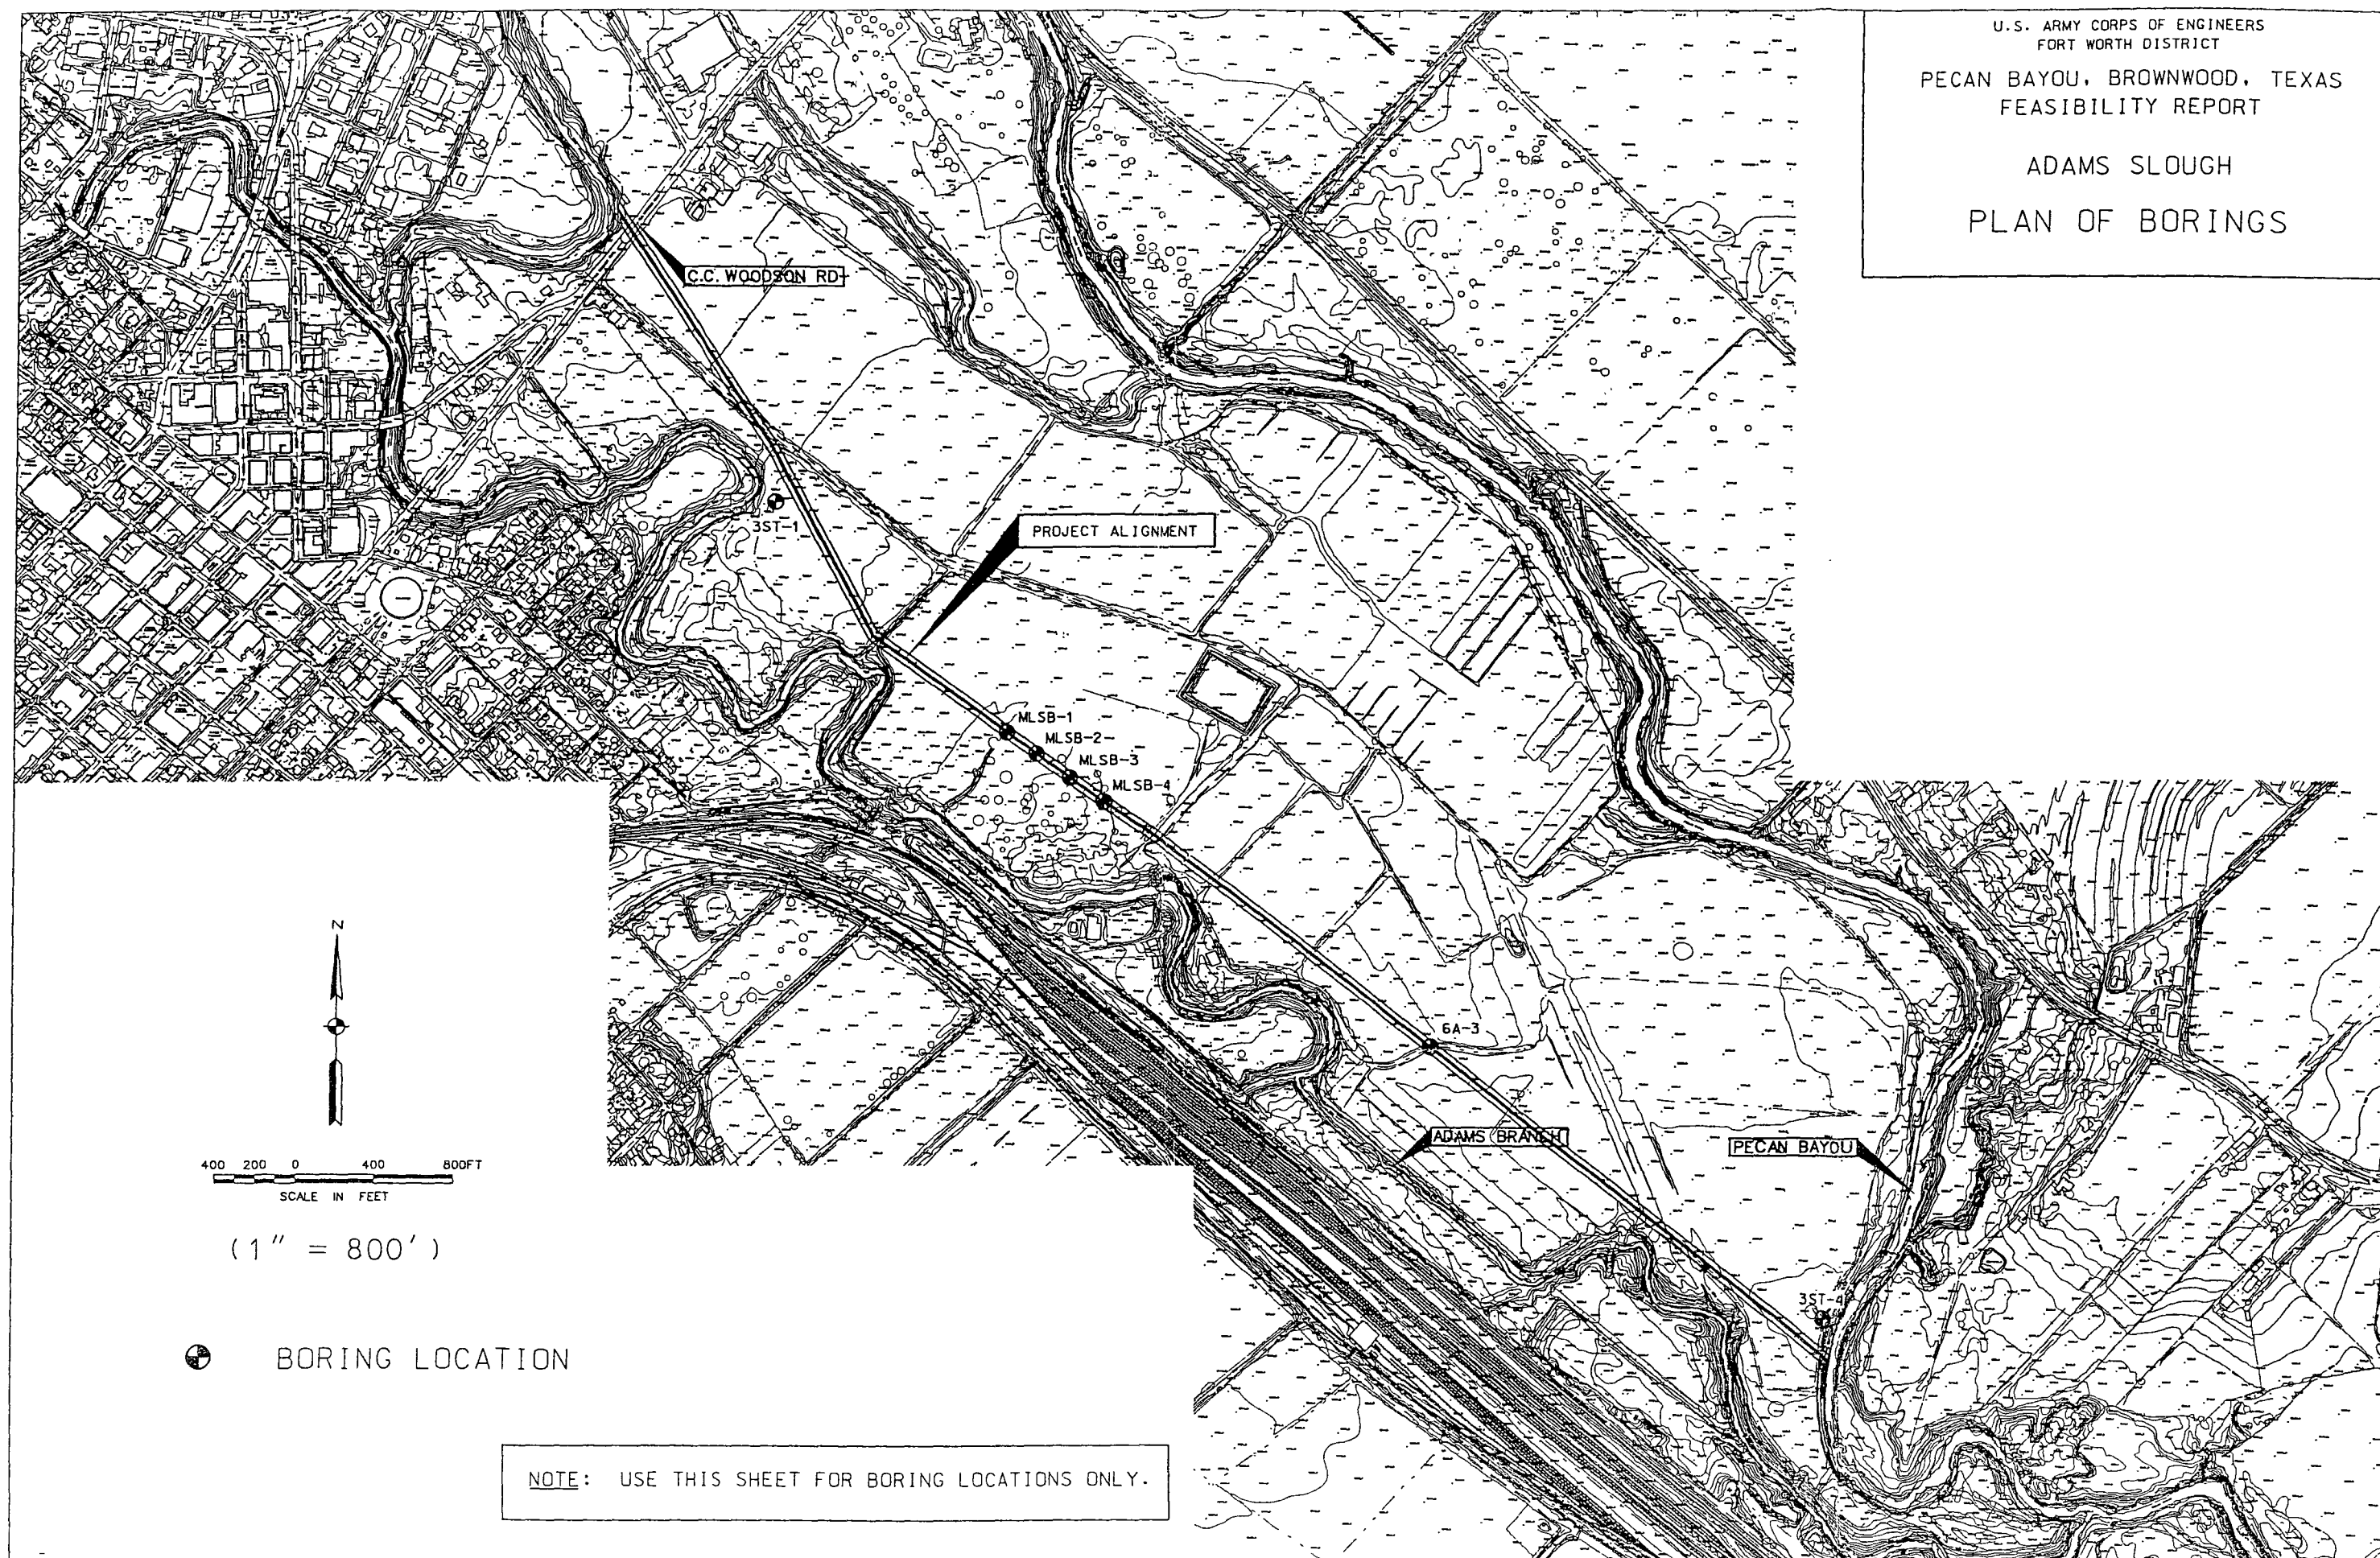 U.S. ARMY CORPS OF ENGINEERS
FORT WORTH DISTRICT
PECAN BAYOU, BROWNWOOD, TEXAS
FEASIBILITY REPORT
ADAMS SLOUGH
PLAN OF BORINGS
C.C. WOODSON RD
3ST-1
PROJECT ALIGNMENT
MLSB-1
MLSB-2
MLSB-3
MLSB-4
N
6A-3
ADAMS BRANCH
PECAN BAYOU
400 200 0 400 800FT
SCALE IN FEET
(1" = 800')
3ST-4
BORING LOCATION
NOTE: USE THIS SHEET FOR BORING LOCATIONS ONLY.